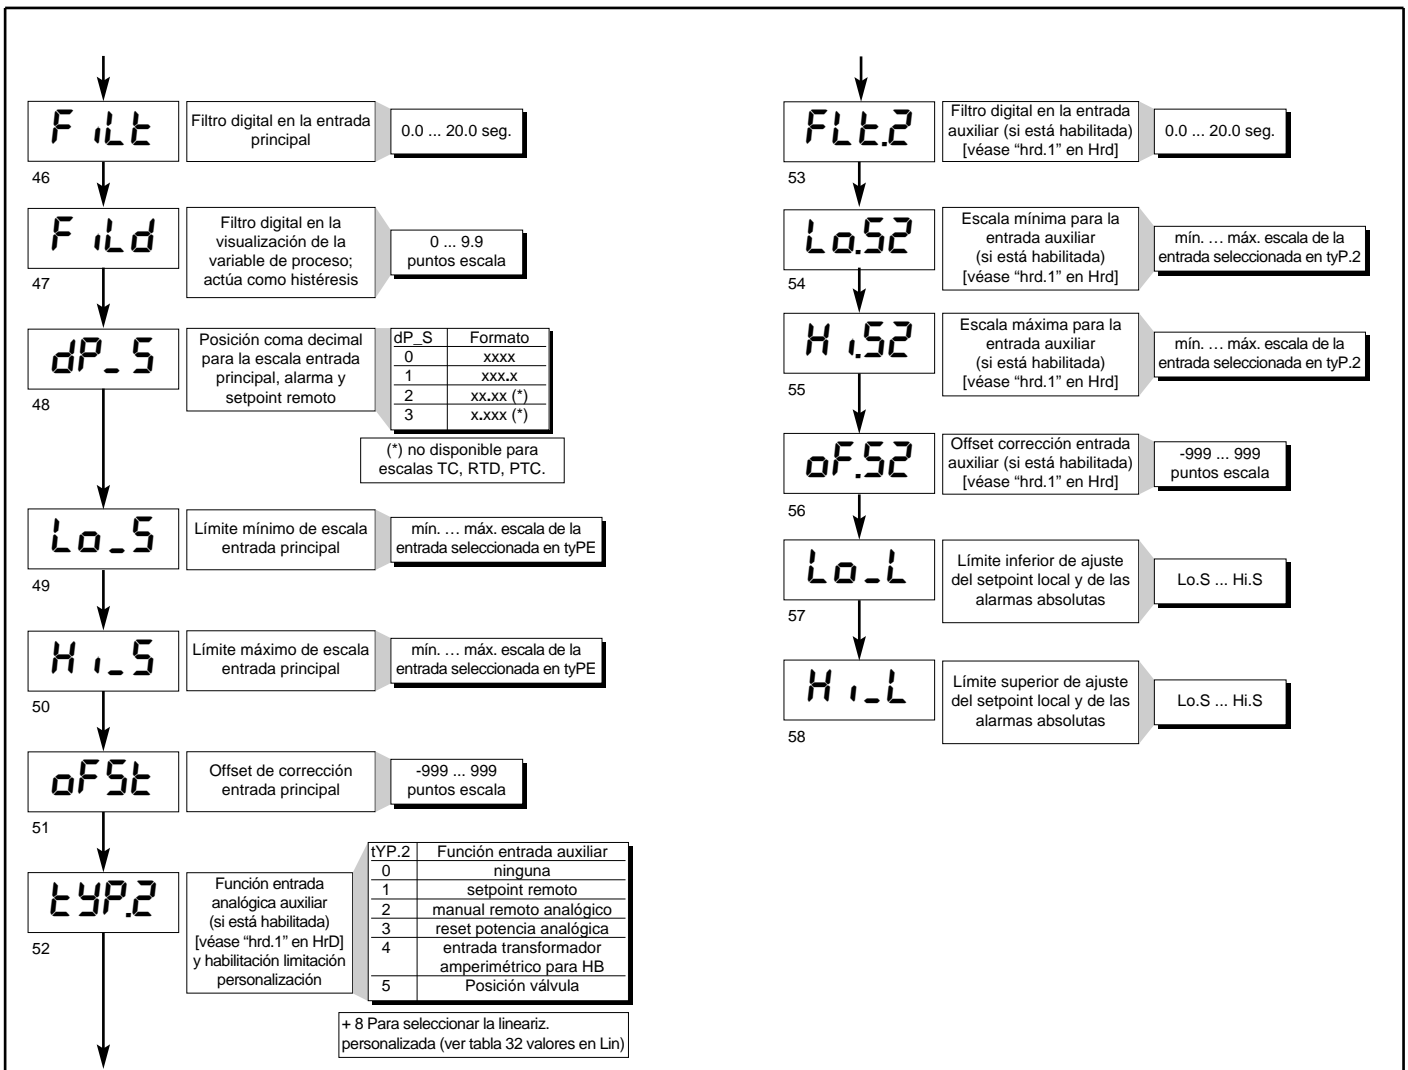 FiLt
Filtro digital en la entrada
principal
0.0 ... 20.0 seg.
46
FiLd
Filtro digital en la
visualización de la
variable de proceso;
actúa como histéresis
0 ... 9.9
puntos escala
47
dP_S
Posición coma decimal
para la escala entrada
principal, alarma y
setpoint remoto
dP_S Formato
0 xxxx
1 xxx.x
2 xx.xx (*)
3 x.xxx (*)
48
(*) no disponible para
escalas TC, RTD, PTC.
Lo_S
Límite mínimo de escala
entrada principal
mín. … máx. escala de la
entrada seleccionada en tyPE
49
Hi_S
Límite máximo de escala
entrada principal
mín. … máx. escala de la
entrada seleccionada en tyPE
50
oFSt
Offset de corrección
entrada principal
-999 ... 999
puntos escala
51
tYP.2
Función entrada
analógica auxiliar
(si está habilitada)
[véase “hrd.1” en HrD]
y habilitación limitación
personalización
tYP.2 Función entrada auxiliar
0 ninguna
1 setpoint remoto
2 manual remoto analógico
3 reset potencia analógica
4 entrada transformador
amperimétrico para HB
5 Posición válvula
52
+ 8 Para seleccionar la lineariz.
personalizada (ver tabla 32 valores en Lin)
FLt.2
Filtro digital en la entrada
auxiliar (si está habilitada)
[véase “hrd.1” en Hrd]
0.0 ... 20.0 seg.
53
Lo.S2
Escala mínima para la
entrada auxiliar
(si está habilitada)
[véase “hrd.1” en Hrd]
mín. … máx. escala de la
entrada seleccionada en tyP.2
54
Hi.S2
Escala máxima para la
entrada auxiliar
(si está habilitada)
[véase “hrd.1” en Hrd]
mín. … máx. escala de la
entrada seleccionada en tyP.2
55
oF.S2
Offset corrección entrada
auxiliar (si está habilitada)
[véase “hrd.1” en Hrd]
-999 ... 999
puntos escala
56
Lo_L
Límite inferior de ajuste
del setpoint local y de las
alarmas absolutas
Lo.S ... Hi.S
57
Hi_L
Límite superior de ajuste
del setpoint local y de las
alarmas absolutas
Lo.S ... Hi.S
58